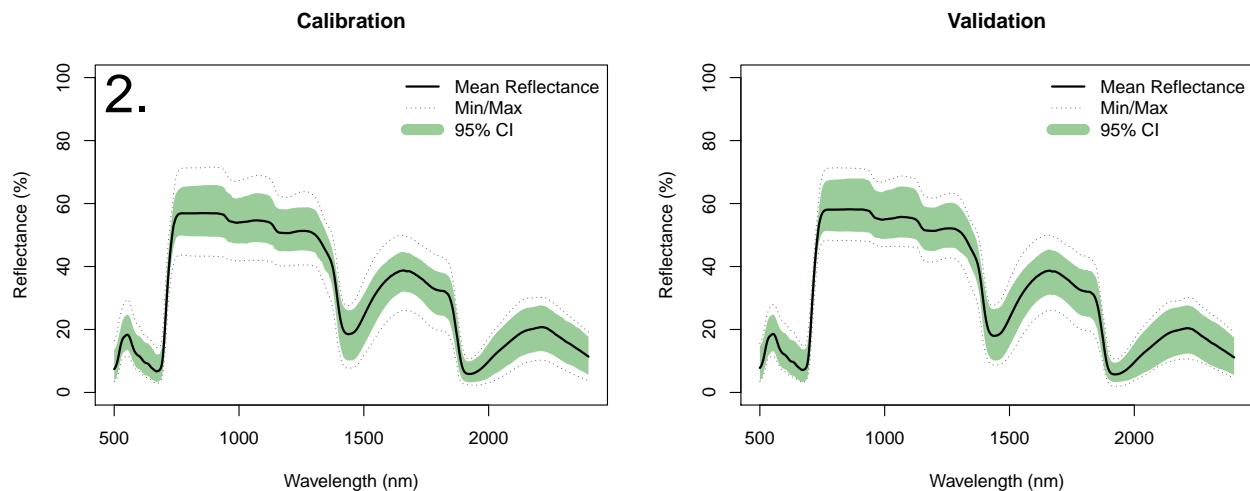 Calibration
2.
Mean Reflectance
Min/Max
95% CI
Reflectance (%)
100
80
60
40
20
0
500
1000
1500
2000
Wavelength (nm)
Validation
Mean Reflectance
Min/Max
95% CI
Reflectance (%)
100
80
60
40
20
0
500
1000
1500
2000
Wavelength (nm)